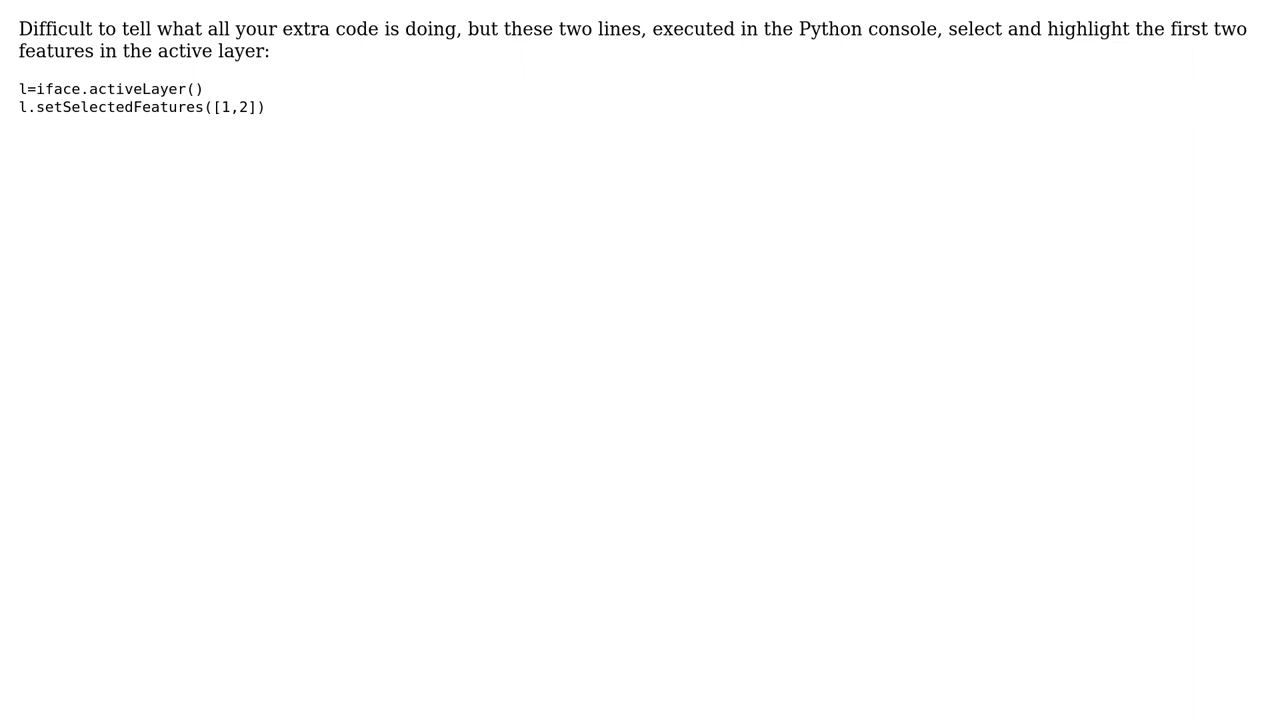 Difficult to tell what all your extra code is doing, but these two lines, executed in the Python console, select and highlight the first two
features in the active layer:
l=iface.activeLayer()
l.setSelectedFeatures([1,2])